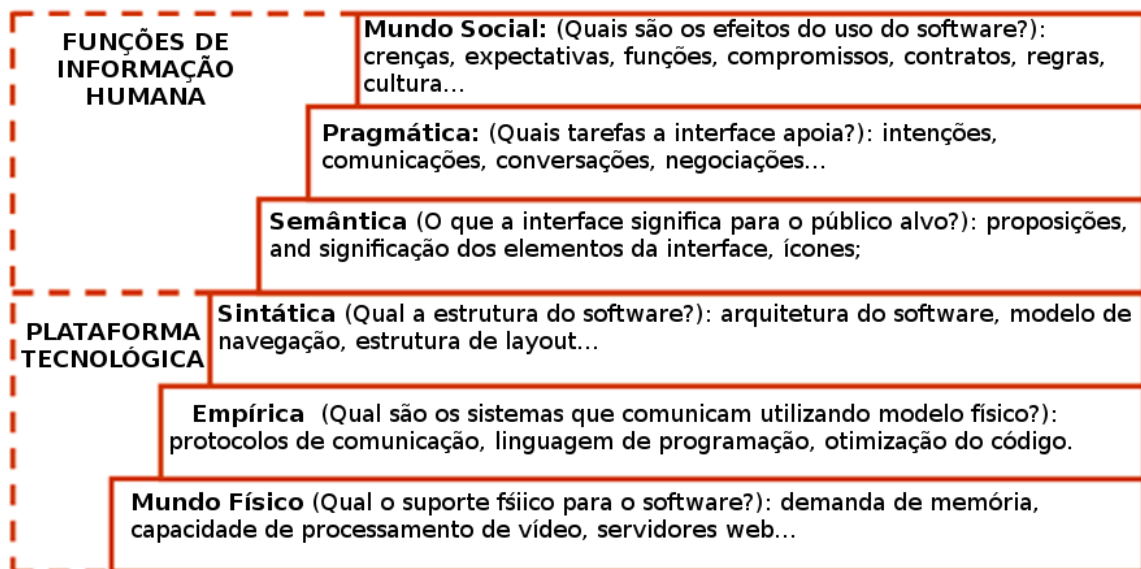 FUNÇÕES DE
INFORMAÇÃO
HUMANA
Mundo Social: (Quais são os efeitos do uso do software?):
crenças, expectativas, funções, compromissos, contratos, regras,
cultura...
Pragmática: (Quais tarefas a interface apoia?): intenções,
comunicações, conversações, negociações...
Semântica (O que a interface significa para o público alvo?): proposições,
and significação dos elementos da interface, ícones;
PLATAFORMA
TECNOLÓGICA
Sintática (Qual a estrutura do software?): arquitetura do software, modelo de
navegação, estrutura de layout...
Empírica (Qual são os sistemas que comunicam utilizando modelo físico?):
protocolos de comunicação, linguagem de programação, otimização do código.
Mundo Físico (Qual o suporte fśiico para o software?): demanda de memória,
capacidade de processamento de vídeo, servidores web...